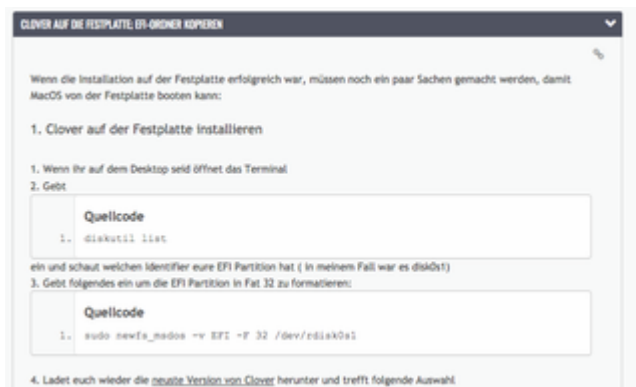 CLOVER AUF DIE FESTPLATTE; EFI-ORDNER KOPIEREN
Wenn die Installation auf der Festplatte erfolgreich war, müssen noch ein paar Sachen gemacht werden, damit
MacOS von der Festplatte booten kann:
1. Clover auf der Festplatte installieren
1. Wenn ihr auf dem Desktop seid öffnet das Terminal
2. Gebt
Quellcode
1. diskutil list
ein und schaut welchen Identifier eure EFI Partition hat ( in meinem Fall war es disk0s1)
3. Gebt folgendes ein um die EFI Partition in Fat 32 zu formatieren:
Quellcode
1. sudo newfs_msdos -v EFI -F 32 /dev/rdisk0s1
4. Ladet euch wieder die neuste Version von Clover herunter und trefft folgende Auswahl